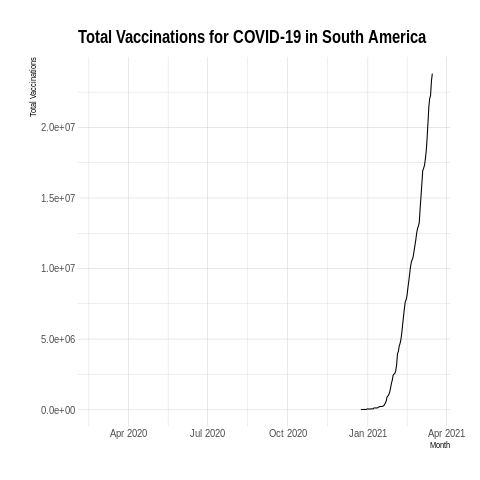 Total Vaccinations for COVID-19 in South America
Total Vaccinations
2.0e+07
1.5e+07
1.0e+07
5.0e+06
0.0e+00
Apr 2020 Jul 2020 Oct 2020 Jan 2021 Apr 2021
Month